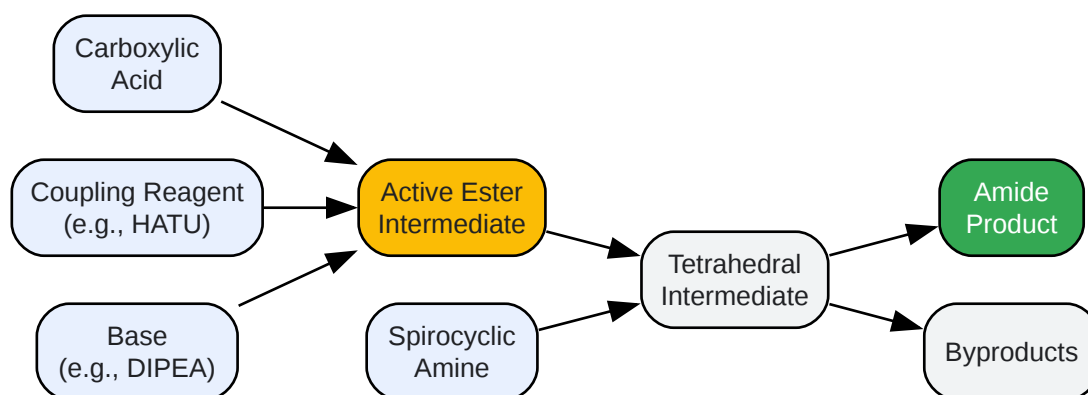 Carboxylic
Acid
Coupling Reagent
(e.g., HATU)
Base
(e.g., DIPEA)
Active Ester
Intermediate
Spirocyclic
Amine
Tetrahedral
Intermediate
Amide
Product
Byproducts